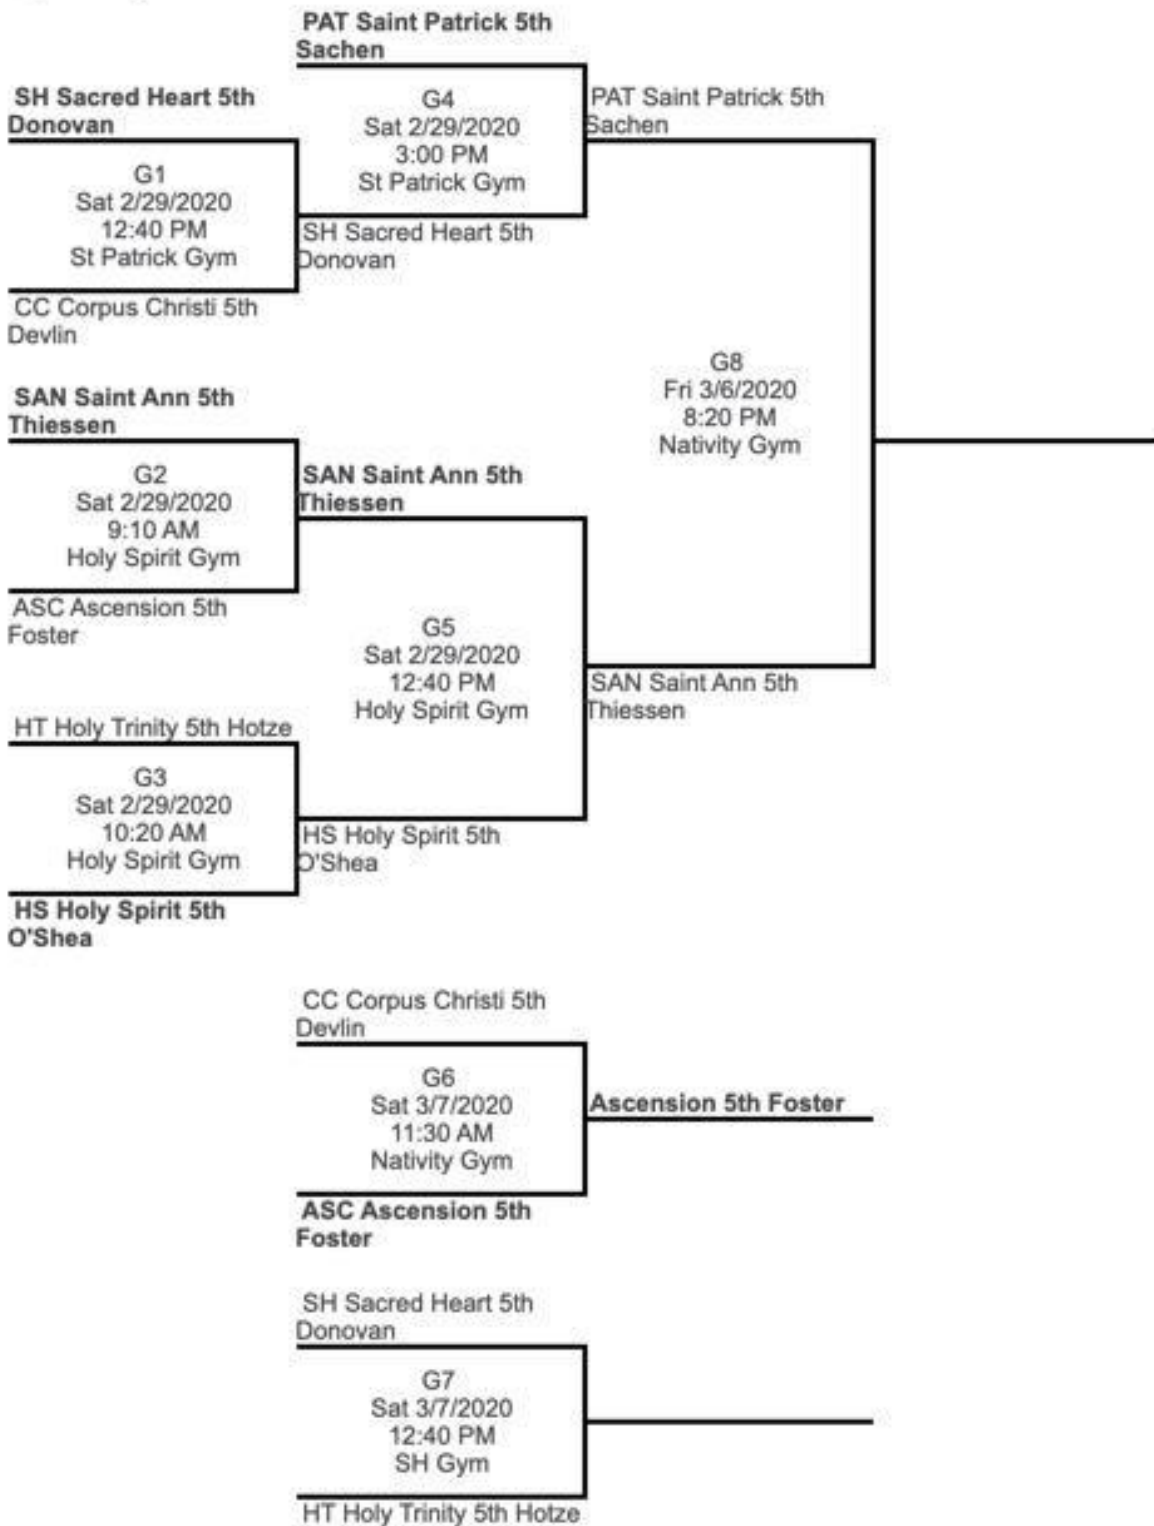 PAT Saint Patrick 5th
Sachen
SH Sacred Heart 5th
Donovan
G4
Sat 2/29/2020
3:00 PM
St Patrick Gym
PAT Saint Patrick 5th
Sachen
G1
Sat 2/29/2020
12:40 PM
St Patrick Gym
SH Sacred Heart 5th
Donovan
CC Corpus Christi 5th
Devlin
G8
Fri 3/6/2020
8:20 PM
Nativity Gym
SAN Saint Ann 5th
Thiessen
G2
Sat 2/29/2020
9:10 AM
Holy Spirit Gym
SAN Saint Ann 5th
Thiessen
ASC Ascension 5th
Foster
G5
Sat 2/29/2020
12:40 PM
Holy Spirit Gym
SAN Saint Ann 5th
Thiessen
HT Holy Trinity 5th Hotze
G3
Sat 2/29/2020
10:20 AM
Holy Spirit Gym
HS Holy Spirit 5th
O'Shea
HS Holy Spirit 5th
O'Shea
CC Corpus Christi 5th
Devlin
G6
Sat 3/7/2020
11:30 AM
Nativity Gym
Ascension 5th Foster
ASC Ascension 5th
Foster
SH Sacred Heart 5th
Donovan
G7
Sat 3/7/2020
12:40 PM
SH Gym
HT Holy Trinity 5th Hotze